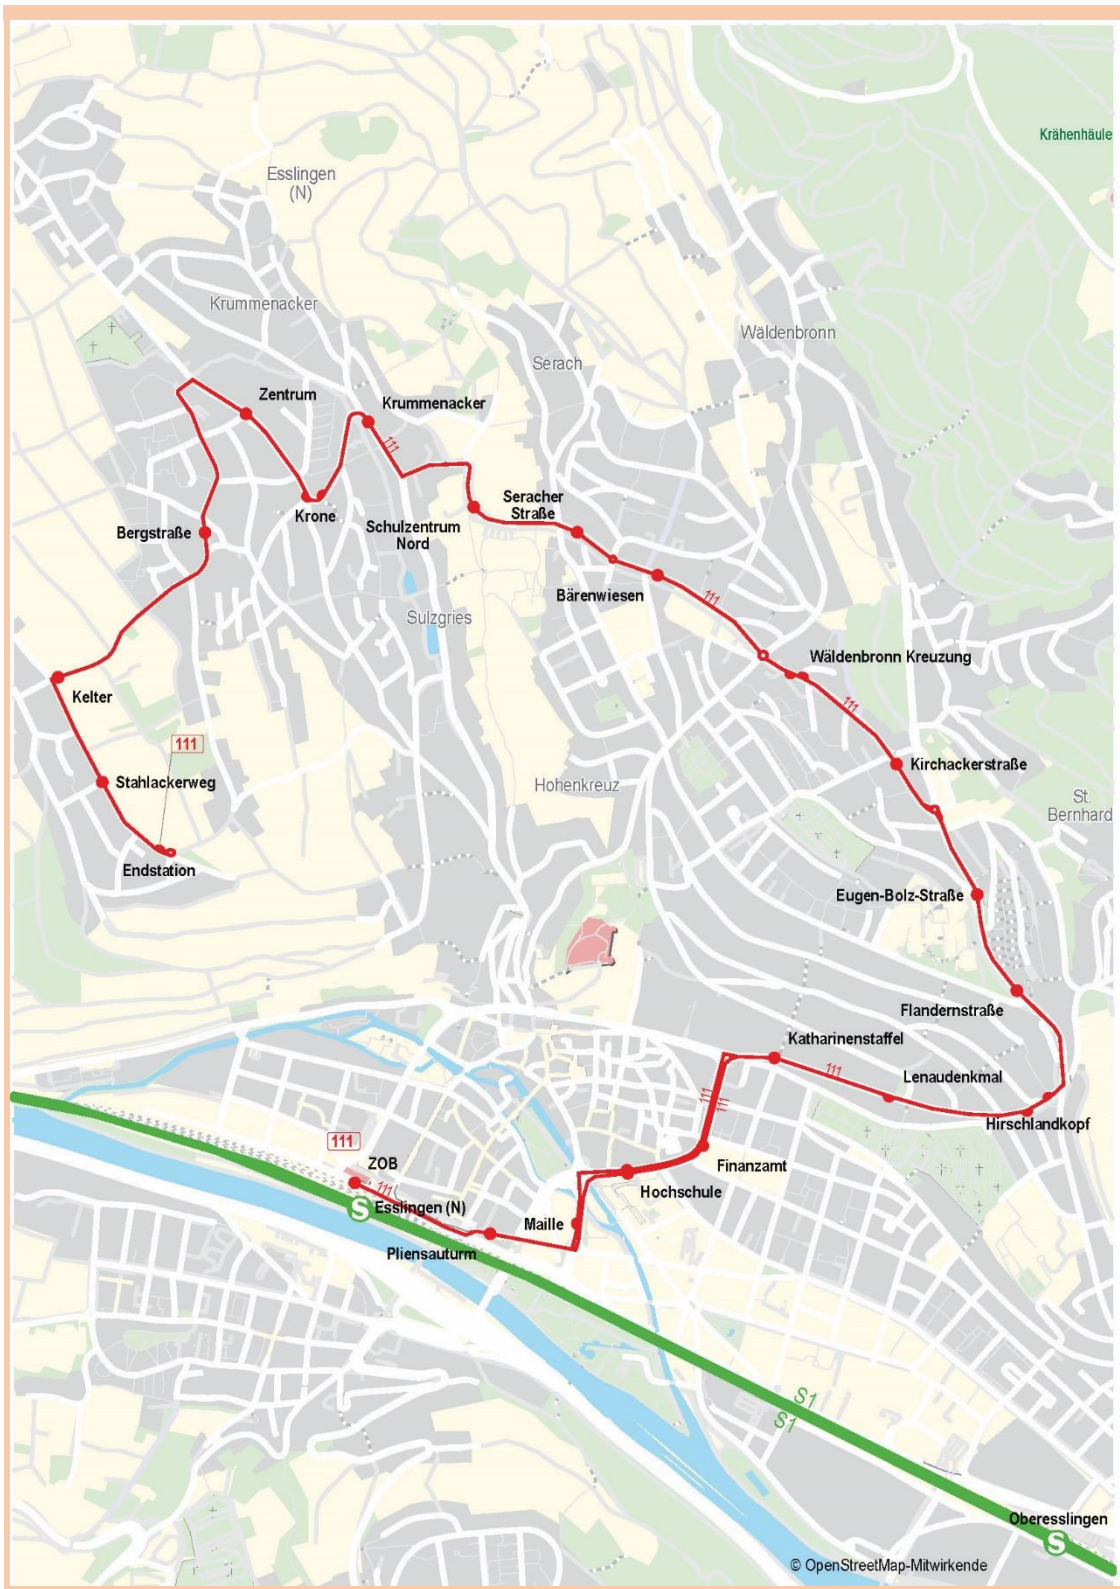 Krähenhäule
Esslingen
(N)
Krummenacker
Wäldenbronn
Serach
Zentrum
Krummenacker
111
Seracher
Straße
Krone
Schulzentrum
Nord
Bergstraße
Bärenwiesen
111
Sulzgries
Wäldenbronn Kreuzung
Kelter
111
111
Kirchackerstraße
Stahlackerweg
Hohenkreuz
St.
Bernhard
Endstation
Eugen-Bolz-Straße
Flandernstraße
Katharinenstaffel
111
Lenaudenkmal
111
111
Hirschlandkopf
111
ZOB
Finanzamt
111
Hochschule
Esslingen (N)
S
Maille
Pliensauturm
S1
S1
Oberesslingen
S
© OpenStreetMap-Mitwirkende